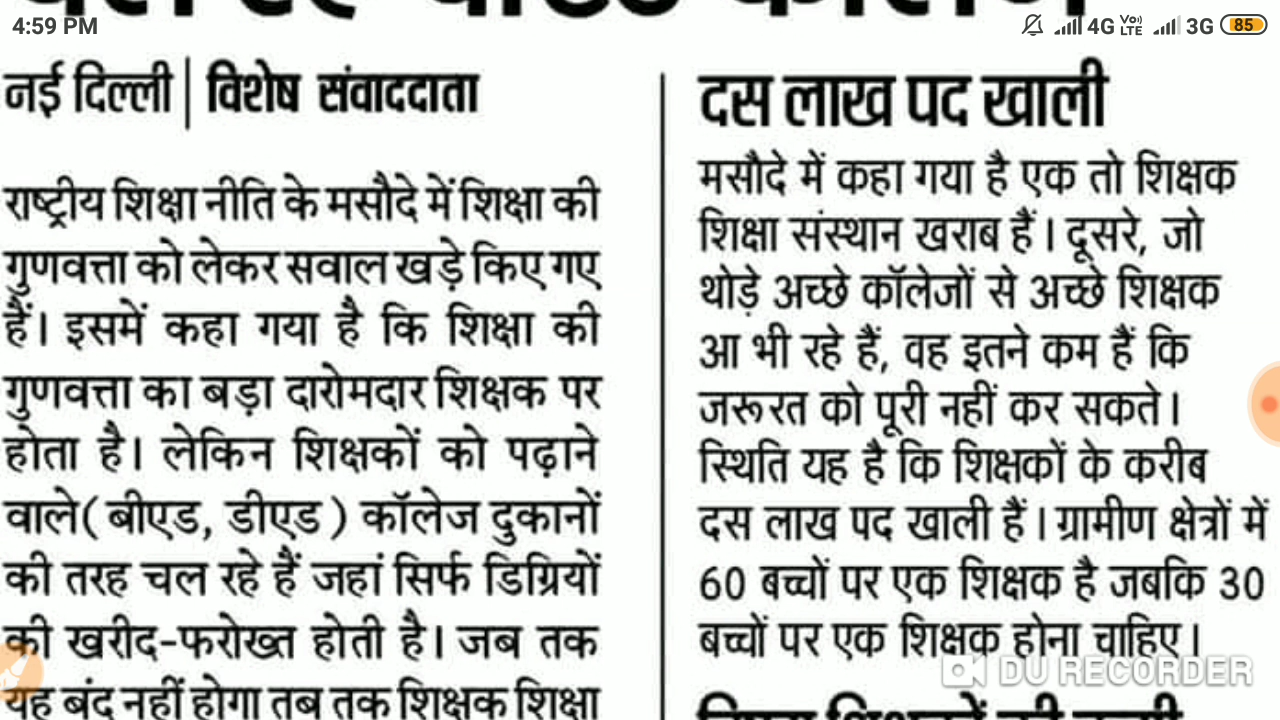 4:59 PM
4G VoLTE 3G 85
नई दिल्ली | विशेष संवाददाता
राष्ट्रीय शिक्षा नीति के मसौदे में शिक्षा की
गुणवत्ता को लेकर सवाल खड़े किए गए
हैं। इसमें कहा गया है कि शिक्षा की
गुणवत्ता का बड़ा दारोमदार शिक्षक पर
होता है। लेकिन शिक्षकों को पढ़ाने
वाले( बीएड, डीएड ) कॉलेज दुकानों
की तरह चल रहे हैं जहां सिर्फ डिग्रियों
की खरीद-फरोख्त होती है। जब तक
यह बंद नहीं होगा तब तक शिक्षक शिक्षा
दस लाख पद खाली
मसौदे में कहा गया है एक तो शिक्षक
शिक्षा संस्थान खराब हैं। दूसरे, जो
थोड़े अच्छे कॉलेजों से अच्छे शिक्षक
आ भी रहे हैं, वह इतने कम हैं कि
जरूरत को पूरी नहीं कर सकते।
स्थिति यह है कि शिक्षकों के करीब
दस लाख पद खाली हैं। ग्रामीण क्षेत्रों में
60 बच्चों पर एक शिक्षक है जबकि 30
बच्चों पर एक शिक्षक होना चाहिए।
DU RECORDER